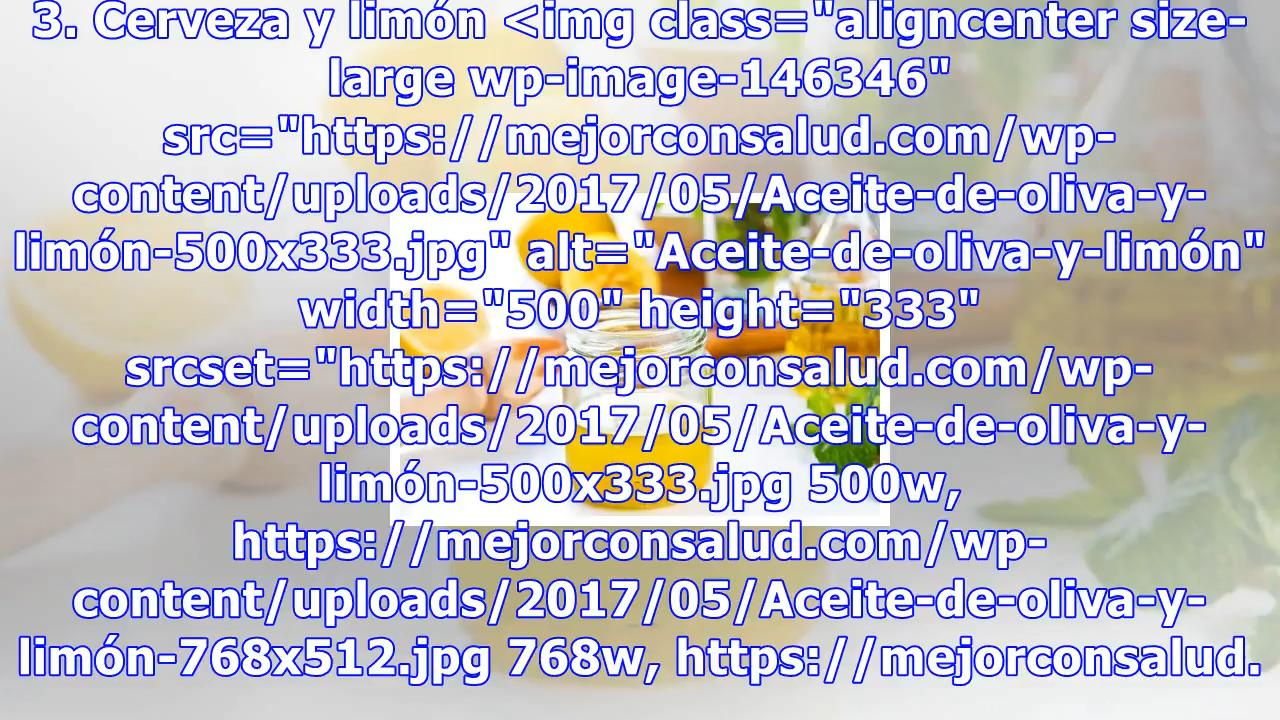 3. Cerveza y limón <img class="aligncenter size-
large wp-image-146346"
src="https://mejorconsalud.com/wp-
content/uploads/2017/05/Aceite-de-oliva-y-
limón-500x333.jpg" alt="Aceite-de-oliva-y-limón"
width="500" height="333"
srcset="https://mejorconsalud.com/wp-
content/uploads/2017/05/Aceite-de-oliva-y-
limón-500x333.jpg 500w,
https://mejorconsalud.com/wp-
content/uploads/2017/05/Aceite-de-oliva-y-
limón-768x512.jpg 768w, https://mejorconsalud.